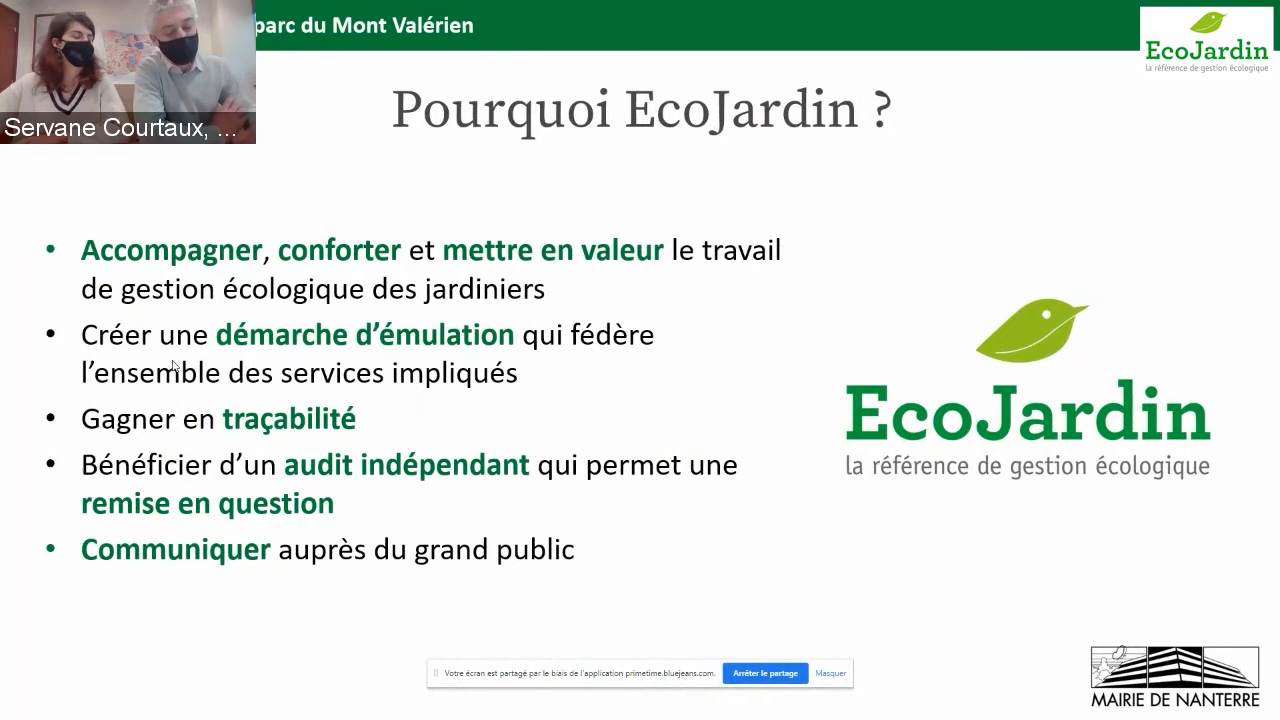 parc du Mont Valérien
EcoJardin
la référence de gestion écologique
Servane Courtaux, ...
Pourquoi EcoJardin ?
• Accompagner, conforter et mettre en valeur le travail
de gestion écologique des jardiniers
• Créer une démarche d’émulation qui fédère
l’ensemble des services impliqués
• Gagner en traçabilité
• Bénéficier d’un audit indépendant qui permet une
remise en question
• Communiquer auprès du grand public
EcoJardin
la référence de gestion écologique
Votre écran est partagé par le biais de l'application primetime.bluejeans.com.
Arrêter le partage
Masquer
MAIRIE DE NANTERRE